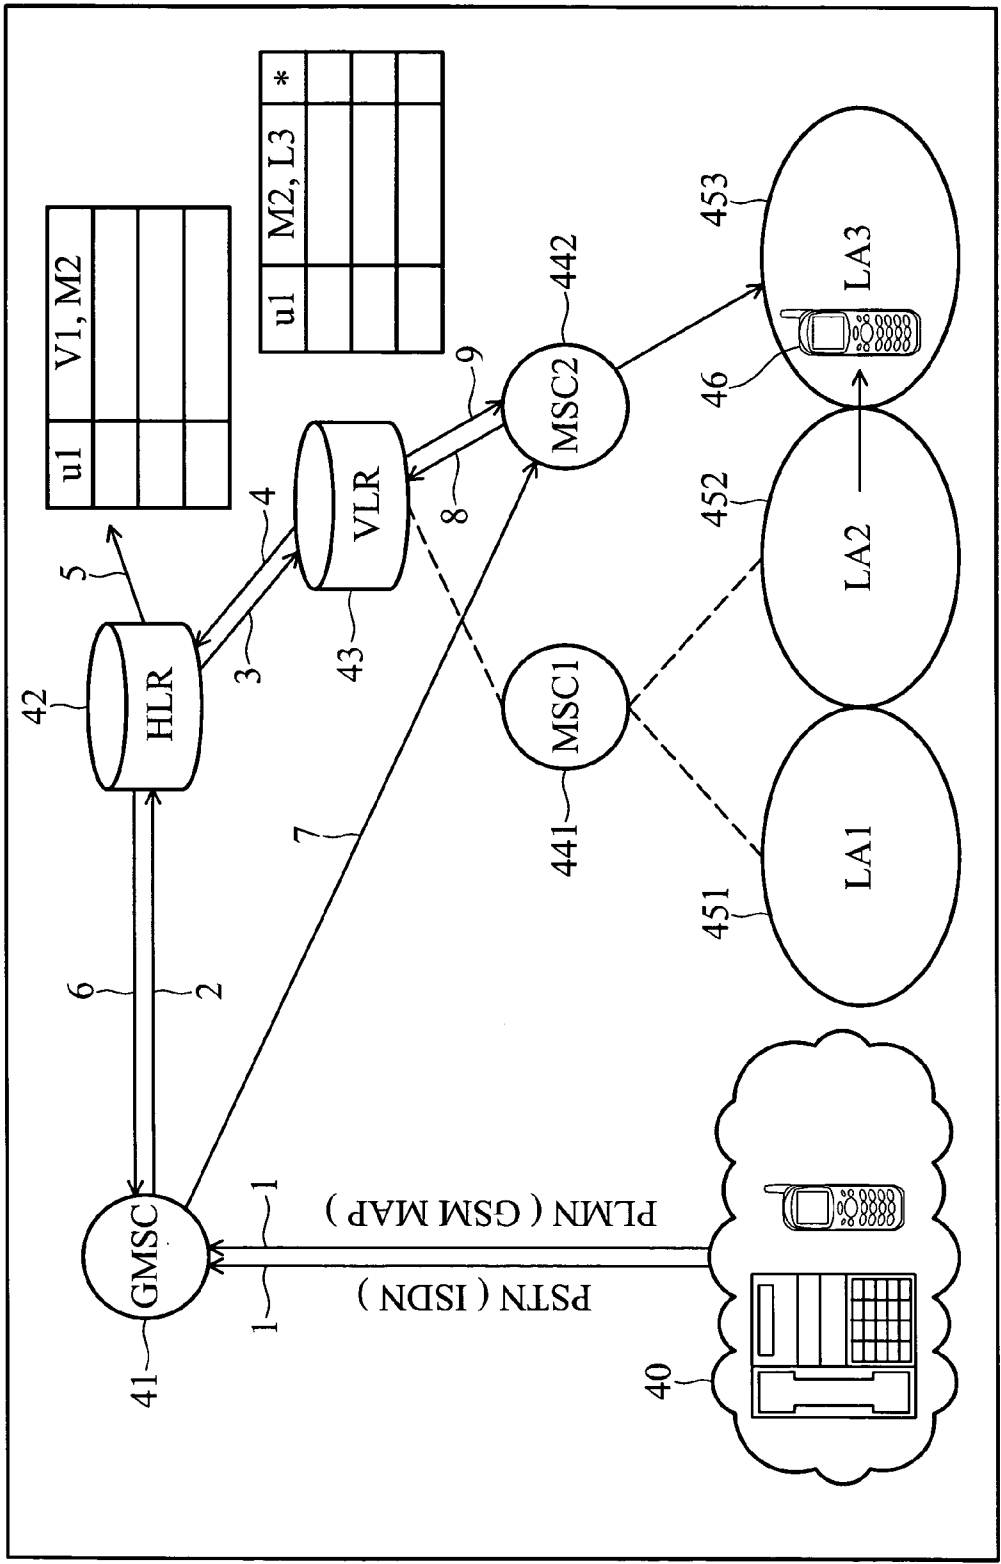 40
PSTN ( ISDN )
PLMN ( GSM MAP )
1
1
41
GMSC
6
2
7
42
HLR
5
u1
V1, M2
3
4
43
VLR
u1
M2, L3
*
8
9
441
MSC1
442
MSC2
451
LA1
452
LA2
453
LA3
46